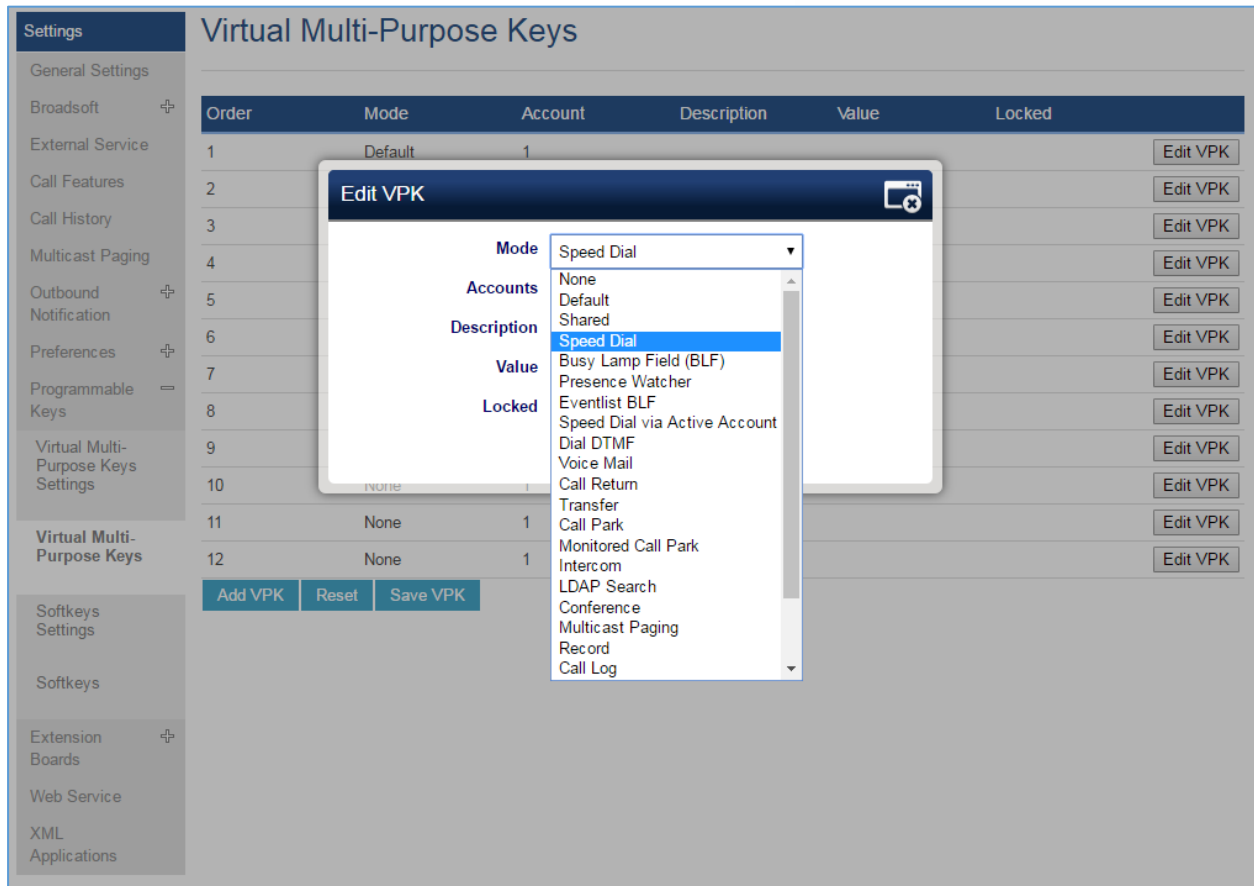 Settings
General Settings
Broadsoft
External Service
Call Features
Call History
Multicast Paging
Outbound
Notification
Preferences
Programmable
Keys
Virtual Multi-
Purpose Keys
Settings
Virtual Multi-
Purpose Keys
Softkeys
Settings
Softkeys
Extension
Boards
Web Service
XML
Applications
Virtual Multi-Purpose Keys
Order Mode Account Description Value Locked
1 Default 1 Edit VPK
2 Edit VPK
3 Edit VPK
4 Edit VPK
5 Edit VPK
6 Edit VPK
7 Edit VPK
8 Edit VPK
9 Edit VPK
10 None 1 Edit VPK
11 None 1 Edit VPK
12 None 1 Edit VPK
Add VPK Reset Save VPK
Edit VPK
Mode Speed Dial
Accounts
Description
Value
Locked
None
Default
Shared
Speed Dial
Busy Lamp Field (BLF)
Presence Watcher
Eventlist BLF
Speed Dial via Active Account
Dial DTMF
Voice Mail
Call Return
Transfer
Call Park
Monitored Call Park
Intercom
LDAP Search
Conference
Multicast Paging
Record
Call Log